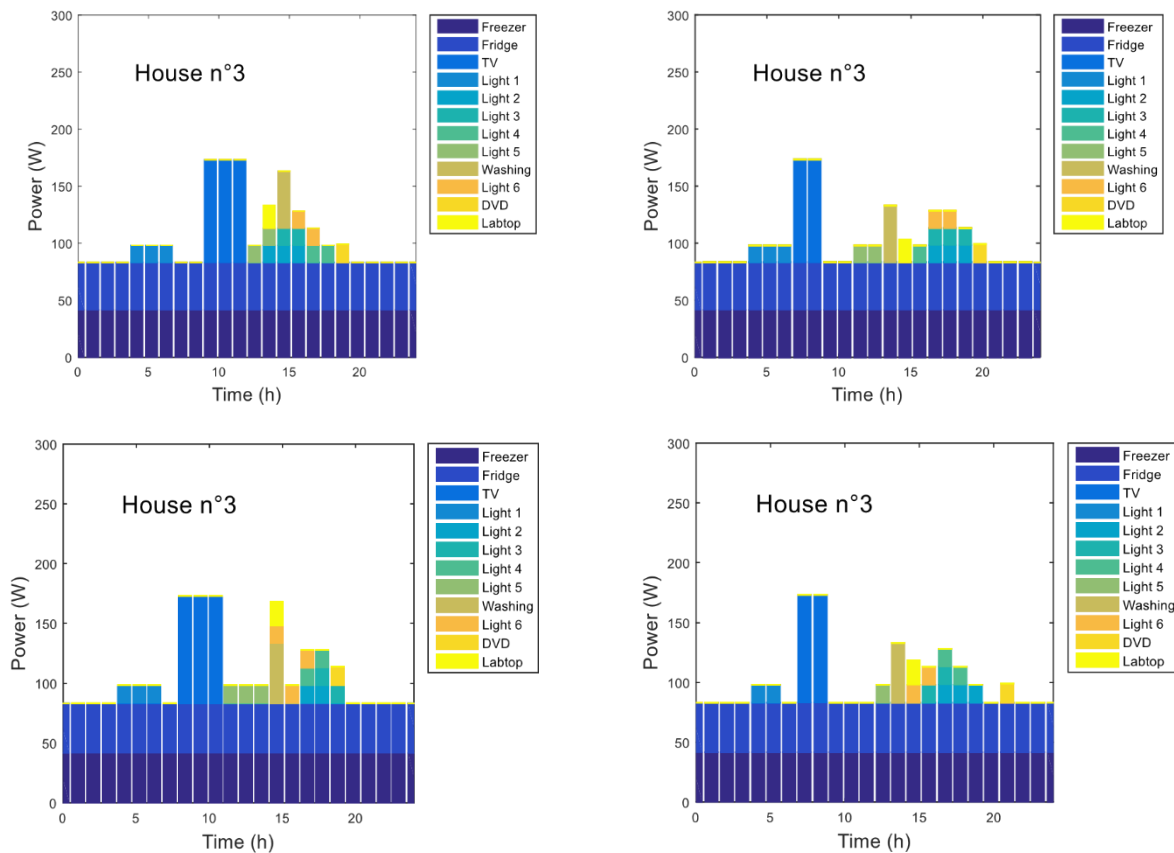 300
250
200
150
100
50
0
Power (W)
House n°3
0
5
10
15
20
Time (h)
Freezer
Fridge
TV
Light 1
Light 2
Light 3
Light 4
Light 5
Washing
Light 6
DVD
Labtop
300
250
200
150
100
50
0
Power (W)
House n°3
0
5
10
15
20
Time (h)
Freezer
Fridge
TV
Light 1
Light 2
Light 3
Light 4
Light 5
Washing
Light 6
DVD
Labtop
300
250
200
150
100
50
0
Power (W)
House n°3
0
5
10
15
20
Time (h)
Freezer
Fridge
TV
Light 1
Light 2
Light 3
Light 4
Light 5
Washing
Light 6
DVD
Labtop
300
250
200
150
100
50
0
Power (W)
House n°3
0
5
10
15
20
Time (h)
Freezer
Fridge
TV
Light 1
Light 2
Light 3
Light 4
Light 5
Washing
Light 6
DVD
Labtop